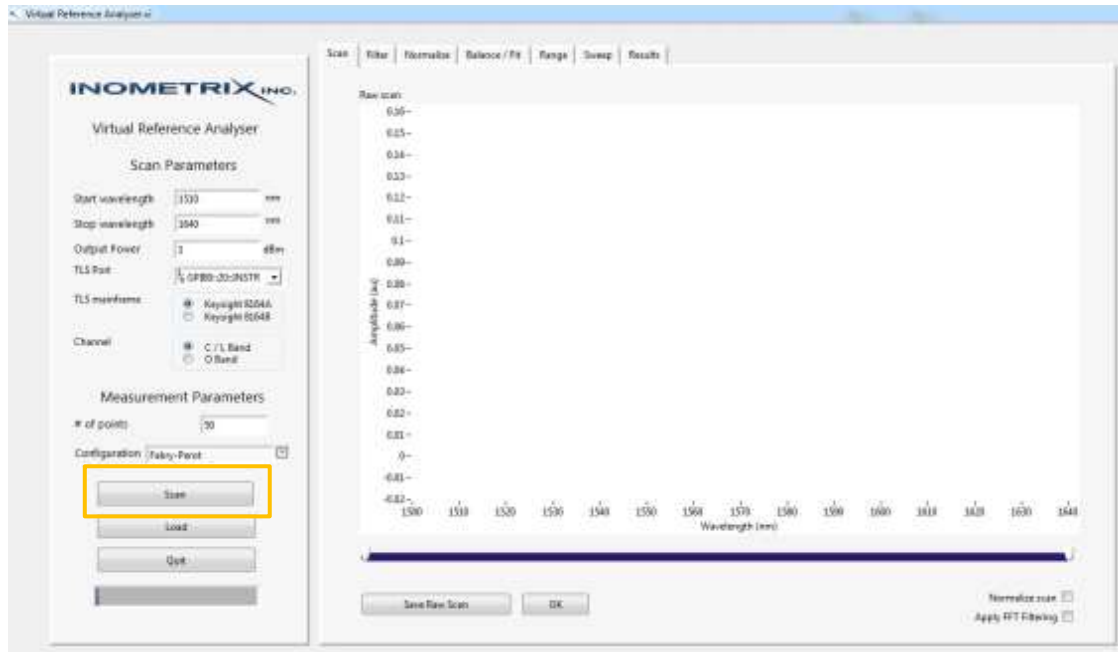 Virtual Reference Analyser.vi
INOMETRIX INC.
Virtual Reference Analyser
Scan Parameters
Start wavelength 1510 nm
Stop wavelength 1640 nm
Output Power 3 dBm
TLS Port GPIB0::20::INSTR
TLS mainframe Keysight 8164A
Keysight 8164B
Channel C / L Band
O Band
Measurement Parameters
# of points 50
Configuration Fabry-Perot
Scan
Load
Quit
Scan Filter Normalize Balance / Fit Range Sweep Results
Raw scan
0.16
0.15
0.14
0.13
0.12
0.11
0.1
0.09
0.08
0.07
0.06
0.05
0.04
0.03
0.02
0.01
0
-0.01
-0.02
Amplitude (au)
1500 1510 1520 1530 1540 1550 1560 1570 1580 1590 1600 1610 1620 1630 1640
Wavelength (nm)
Save Raw Scan OK
Normalize scan
Apply FFT Filtering